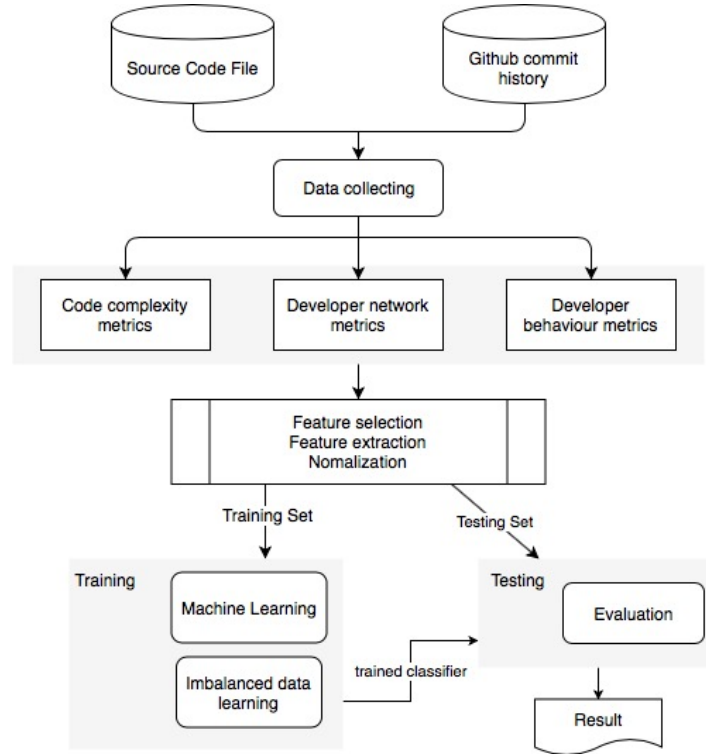 Source Code File
Github commit
history
Data collecting
Code complexity
metrics
Developer network
metrics
Developer
behaviour metrics
Feature selection
Feature extraction
Nomalization
Training Set
Testing Set
Training
Machine Learning
Imbalanced data
learning
trained classifier
Testing
Evaluation
Result